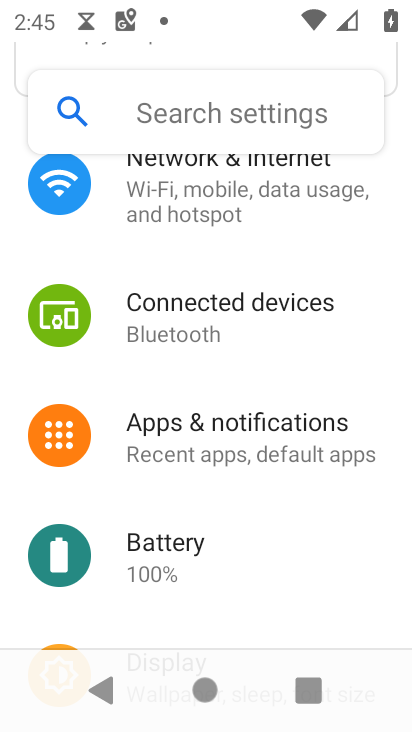 2:45
Search settings
Network & internet
Wi-Fi, mobile, data usage,
and hotspot
Connected devices
Bluetooth
Apps & notifications
Recent apps, default apps
Battery
100%
Display
Wallpaper, sleep, font size